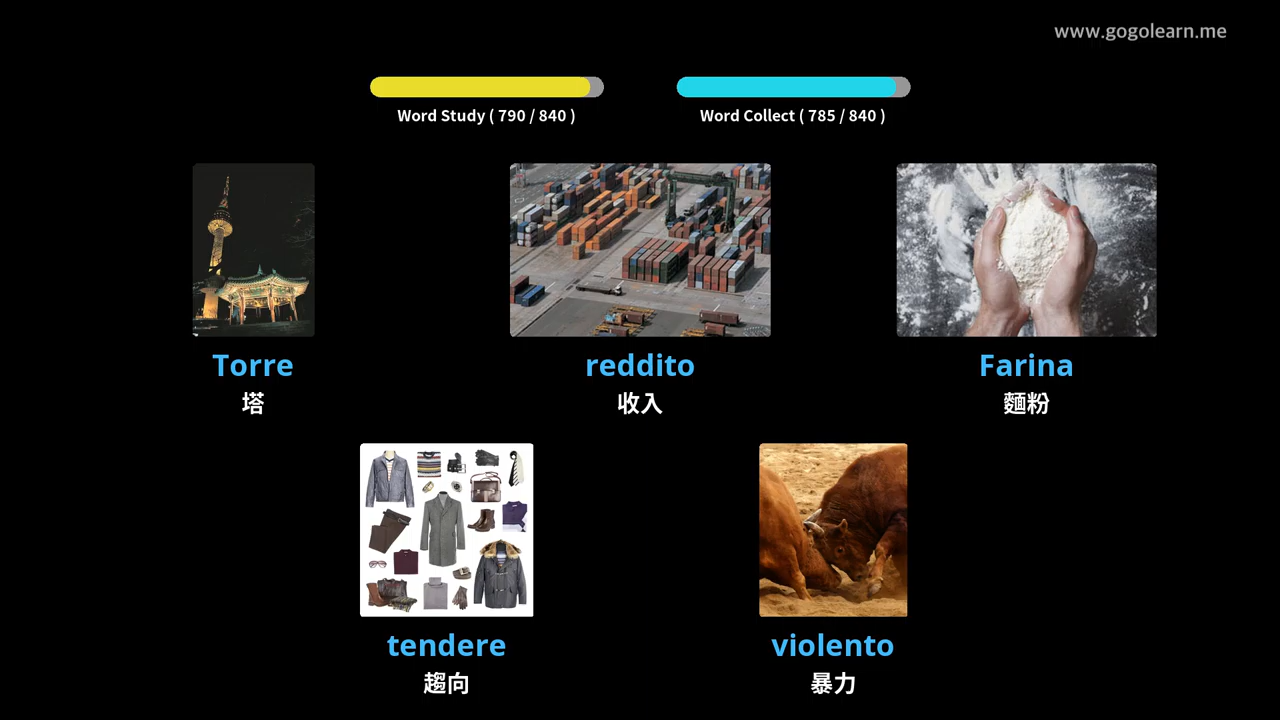 www.gogolearn.me
Word Study ( 790 / 840 )
Word Collect ( 785 / 840 )
Torre
塔
reddito
收入
Farina
麵粉
tendere
趨向
violento
暴力